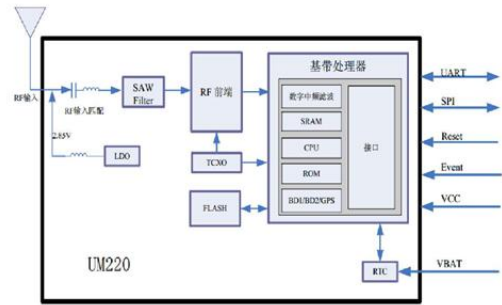 基带处理器
SAW
Filter
RF 前端
数字中频滤波
UART
RF输入
RF输入匹配
SRAM
SPI
2.85V
CPU
接口
Reset
LDO
TCXO
ROM
Event
FLASH
BD1/BD2/GPS
VCC
UM220
RTC
VBAT